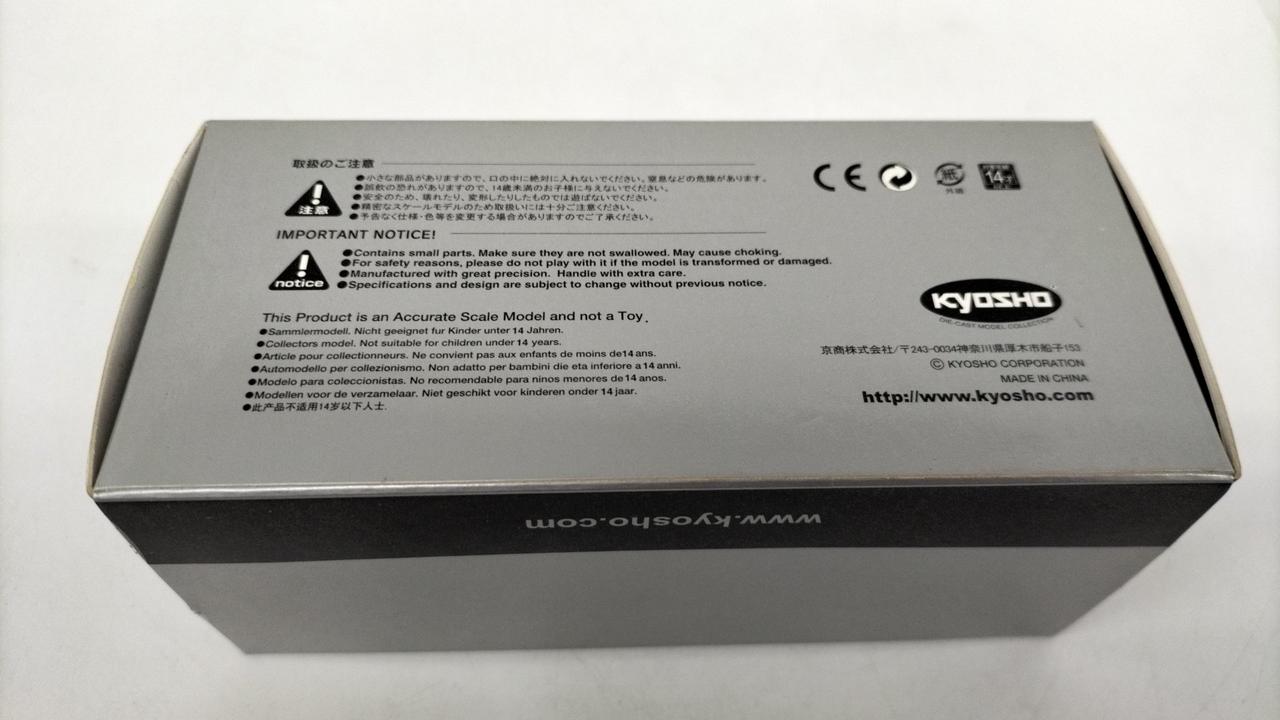 取扱のご注意
注意
●小さな部品がありますので、口の中に絶対に入れないでください。窒息などの危険があります。
●誤飲の恐れがありますので、14歳未満のお子様に与えないでください。
●安全のため、壊れたり、変形したりしたものでは遊ばないでください。
●精密なスケールモデルのため取扱いには十分ご注意ください。
●予告なく仕様・色等を変更する場合がありますのでご了承ください。
IMPORTANT NOTICE!
notice
●Contains small parts. Make sure they are not swallowed. May cause choking.
●For safety reasons, please do not play with it if the model is transformed or damaged.
●Manufactured with great precision. Handle with extra care.
●Specifications and design are subject to change without previous notice.
This Product is an Accurate Scale Model and not a Toy.
●Sammlermodell. Nicht geeignet fur Kinder unter 14 Jahren.
●Collectors model. Not suitable for children under 14 years.
●Article pour collectionneurs. Ne convient pas aux enfants de moins de14 ans.
●Automodello per collezionismo. Non adatto per bambini die eta inferiore a 14 anni.
●Modelo para coleccionistas. No recomendable para ninos menores de 14 anos.
●Modellen voor de verzamelaar. Niet geschikt voor kinderen onder 14 jaar.
●此产品不适用14岁以下人士.
CE
紙
外箱
14才
KYOSHO
DIE-CAST MODEL COLLECTION
京商株式会社/〒243-0034神奈川県厚木市船子153
© KYOSHO CORPORATION
MADE IN CHINA
http://www.kyosho.com
www.kyosho.com